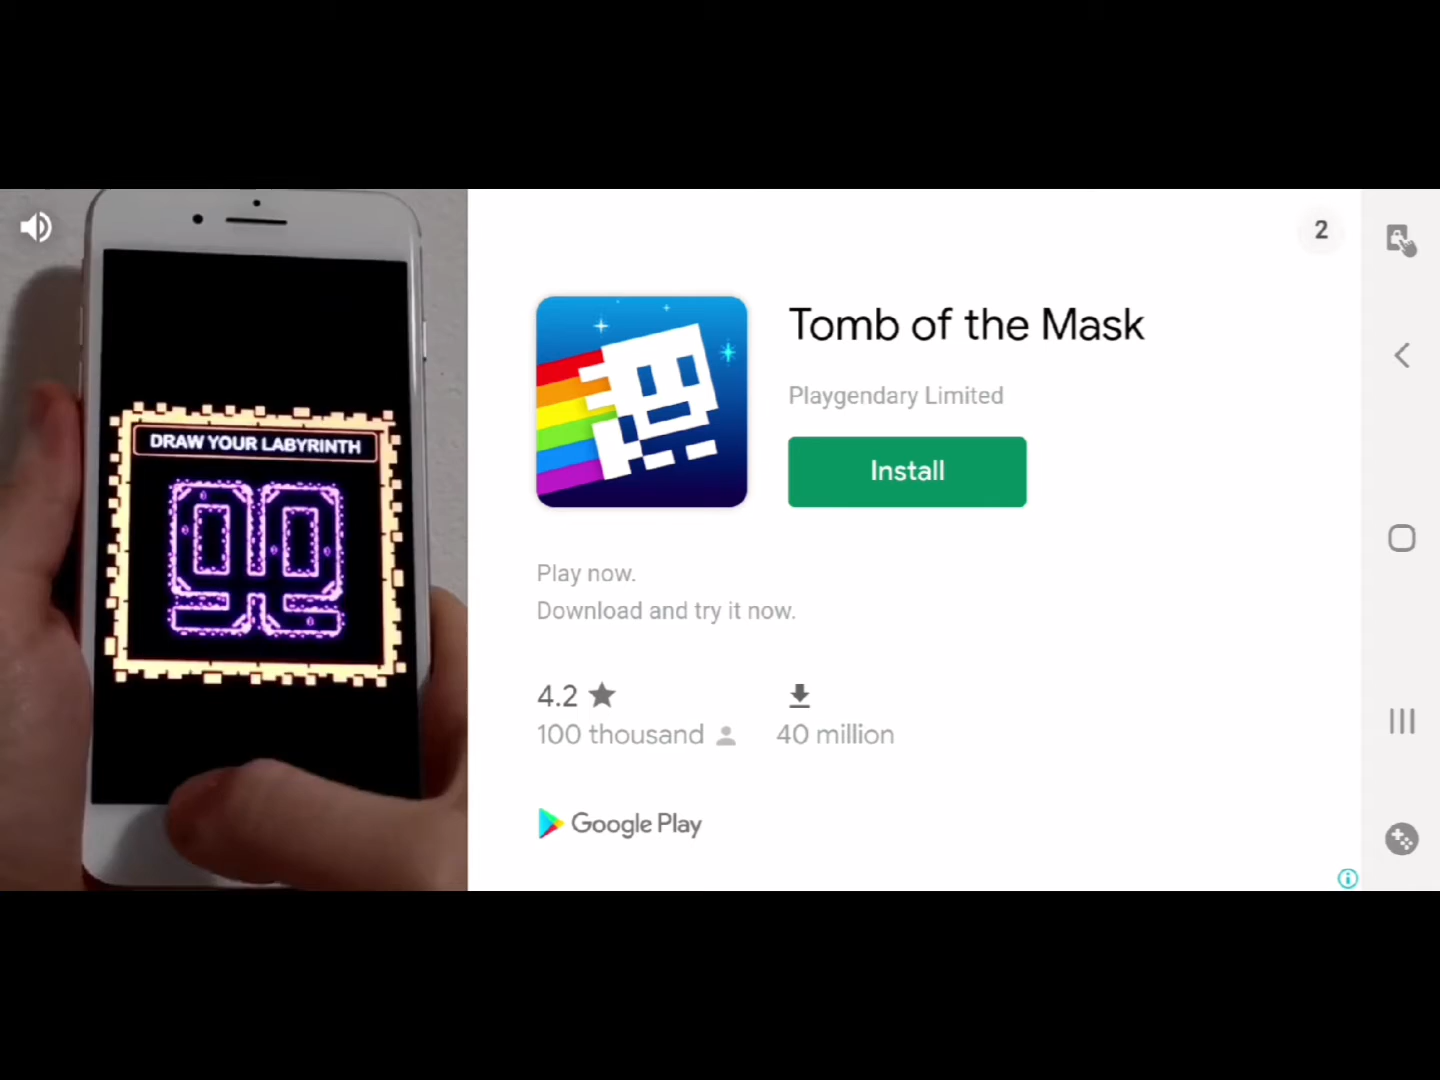 DRAW YOUR LABYRINTH
2
Tomb of the Mask
Playgendary Limited
Install
Play now.
Download and try it now.
4.2
100 thousand
40 million
Google Play